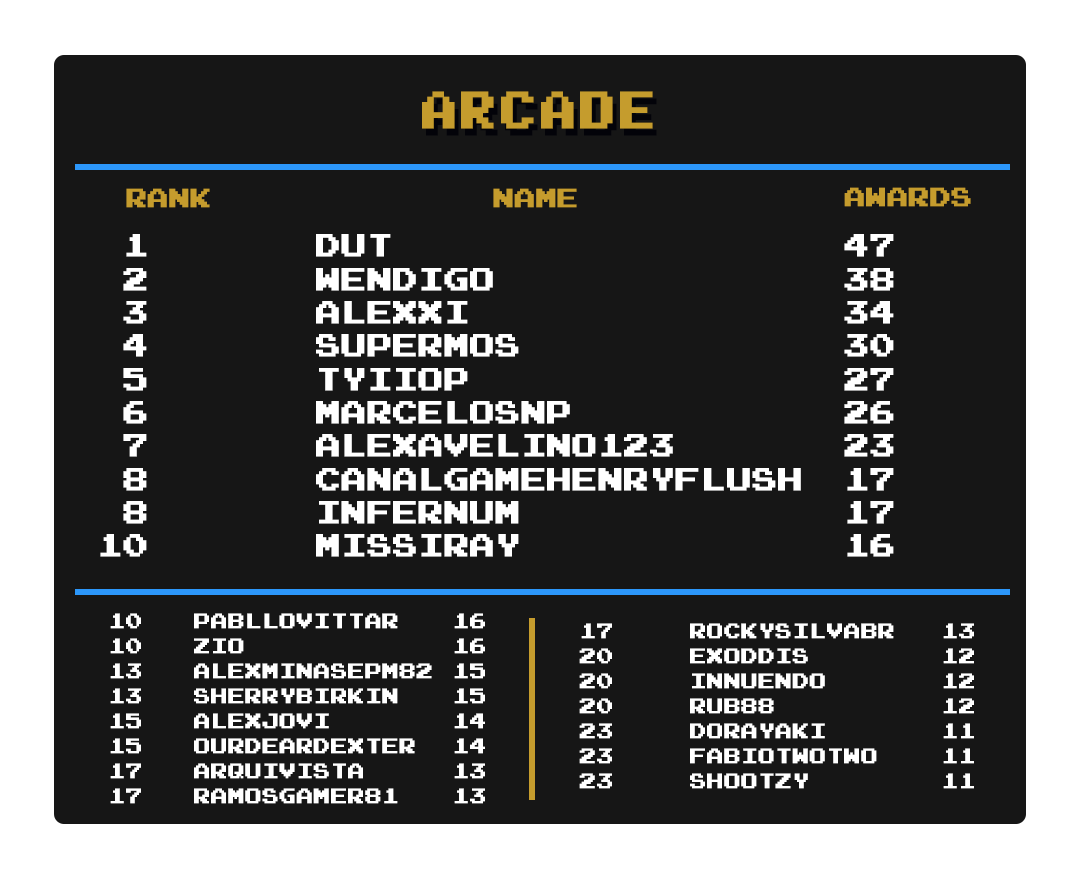 ARCADE
RANK NAME AWARDS
1 DUT 47
2 WENDIGO 38
3 ALEXXI 34
4 SUPERMOS 30
5 TYIIOP 27
6 MARCELOSNP 26
7 ALEXAVELINO123 23
8 CANALGAMEHENRYFLUSH 17
8 INFERNUM 17
10 MISSIRAY 16
10 PABLLOVITTAR 16
10 ZIO 16
13 ALEXMINASEPM82 15
13 SHERRYBIRKIN 15
15 ALEXJOVI 14
15 OURDEARDEXTER 14
17 ARQUIVISTA 13
17 RAMOSGAMER81 13
17 ROCKYSILVABR 13
20 EXODDIS 12
20 INNUENDO 12
20 RUB88 12
23 DORAYAKI 11
23 FABIOTWOTWO 11
23 SHOOTZY 11